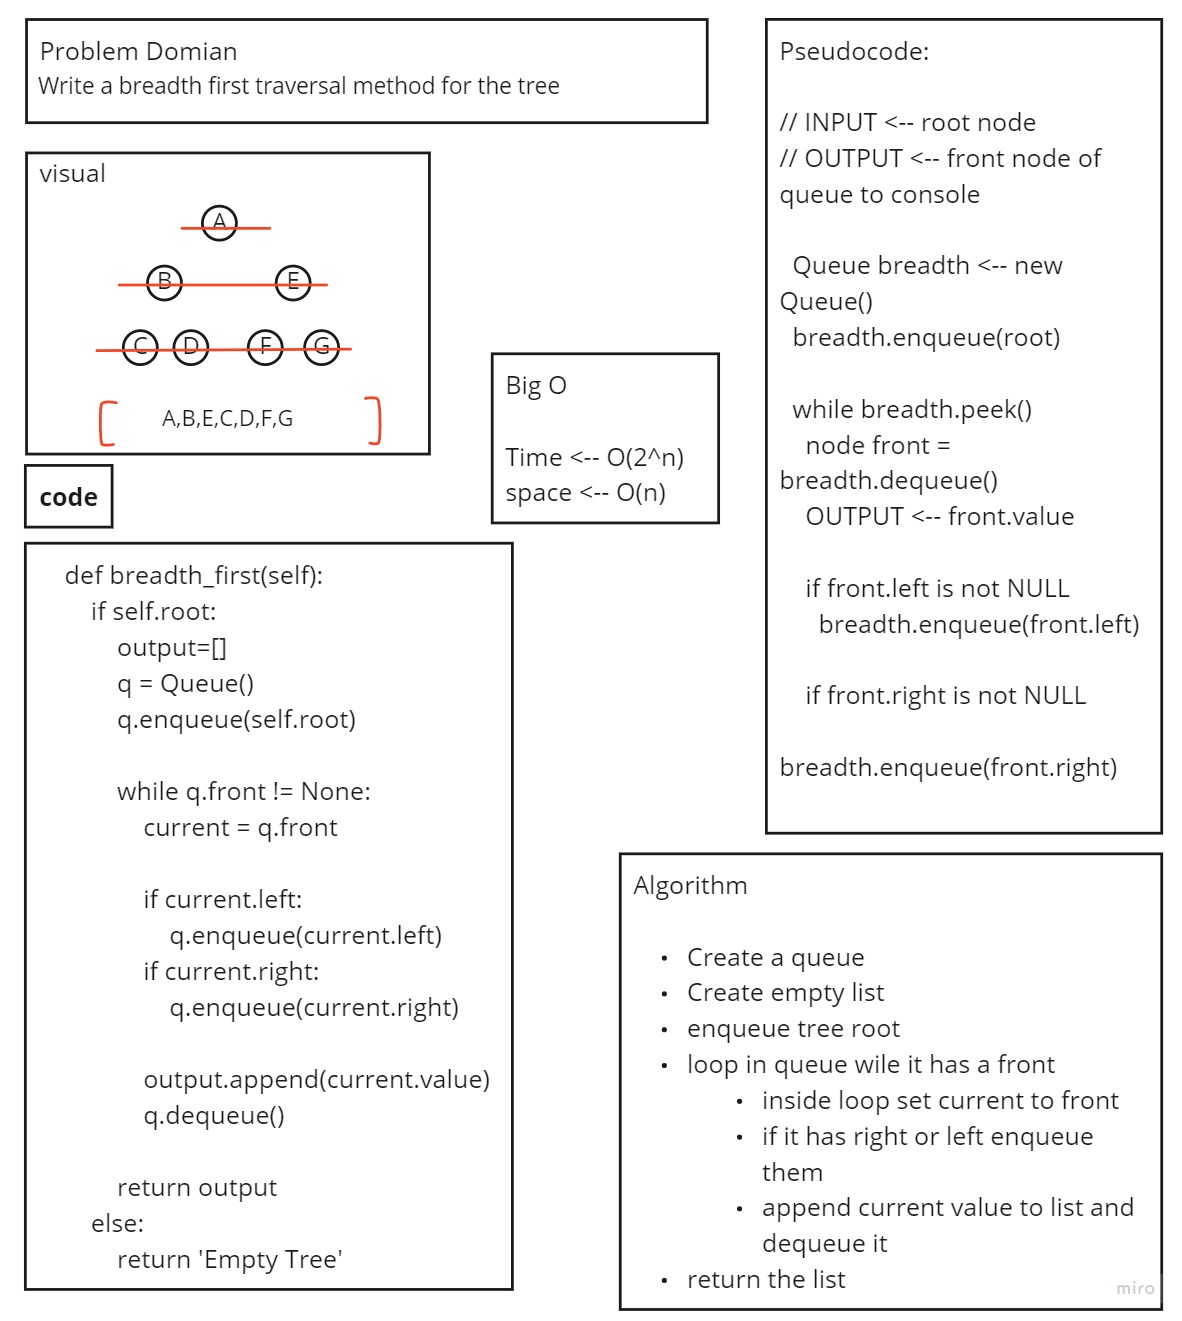 Problem Domian
Write a breadth first traversal method for the tree
visual
A
B E
C D F G
A,B,E,C,D,F,G
code
def breadth_first(self):
if self.root:
output=[]
q = Queue()
q.enqueue(self.root)
while q.front != None:
current = q.front
if current.left:
q.enqueue(current.left)
if current.right:
q.enqueue(current.right)
output.append(current.value)
q.dequeue()
return output
else:
return 'Empty Tree'
Big O
Time <-- O(2^n)
space <-- O(n)
Pseudocode:
// INPUT <-- root node
// OUTPUT <-- front node of
queue to console
Queue breadth <-- new
Queue()
breadth.enqueue(root)
while breadth.peek()
node front =
breadth.dequeue()
OUTPUT <-- front.value
if front.left is not NULL
breadth.enqueue(front.left)
if front.right is not NULL
breadth.enqueue(front.right)
Algorithm
• Create a queue
• Create empty list
• enqueue tree root
• loop in queue wile it has a front
• inside loop set current to front
• if it has right or left enqueue
them
• append current value to list and
dequeue it
• return the list
miro